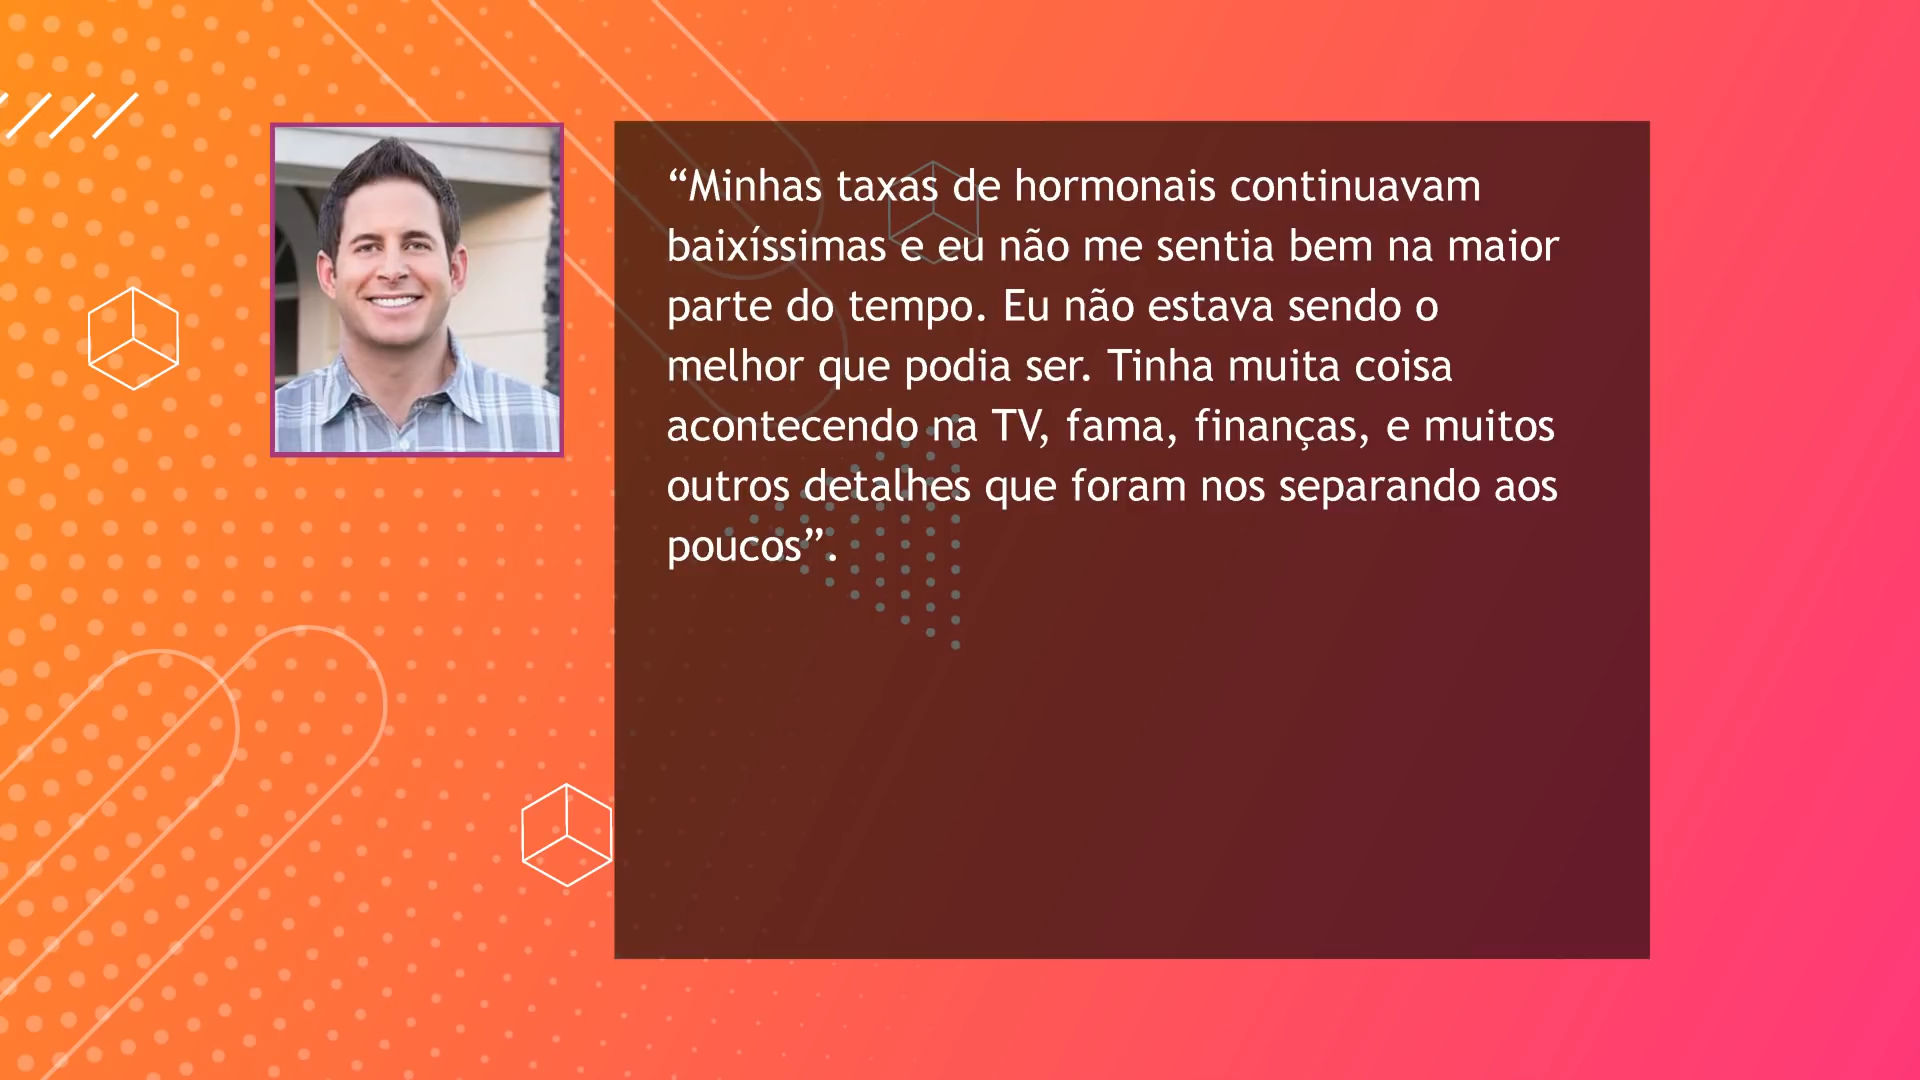 “Minhas taxas de hormonais continuavam
baixíssimas e eu não me sentia bem na maior
parte do tempo. Eu não estava sendo o
melhor que podia ser. Tinha muita coisa
acontecendo na TV, fama, finanças, e muitos
outros detalhes que foram nos separando aos
poucos”.